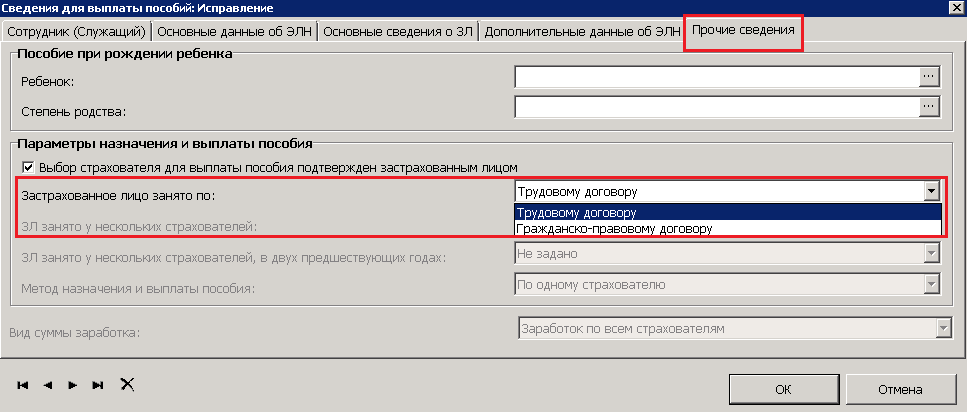 Сведения для выплаты пособий: Исправление
Сотрудник (Служащий) Основные данные об ЭЛН Основные сведения о ЗЛ Дополнительные данные об ЭЛН Прочие сведения
Пособие при рождении ребенка
Ребенок: ...
Степень родства: ...
Параметры назначения и выплаты пособия
Выбор страхователя для выплаты пособия подтвержден застрахованным лицом
Застрахованное лицо занято по: Трудовому договору
Трудовому договору
ЗЛ занято у нескольких страхователей: Гражданско-правовому договору
ЗЛ занято у нескольких страхователей, в двух предшествующих годах: Не задано
Метод назначения и выплаты пособия: По одному страхователю
Вид суммы заработка: Заработок по всем страхователям
ОК Отмена